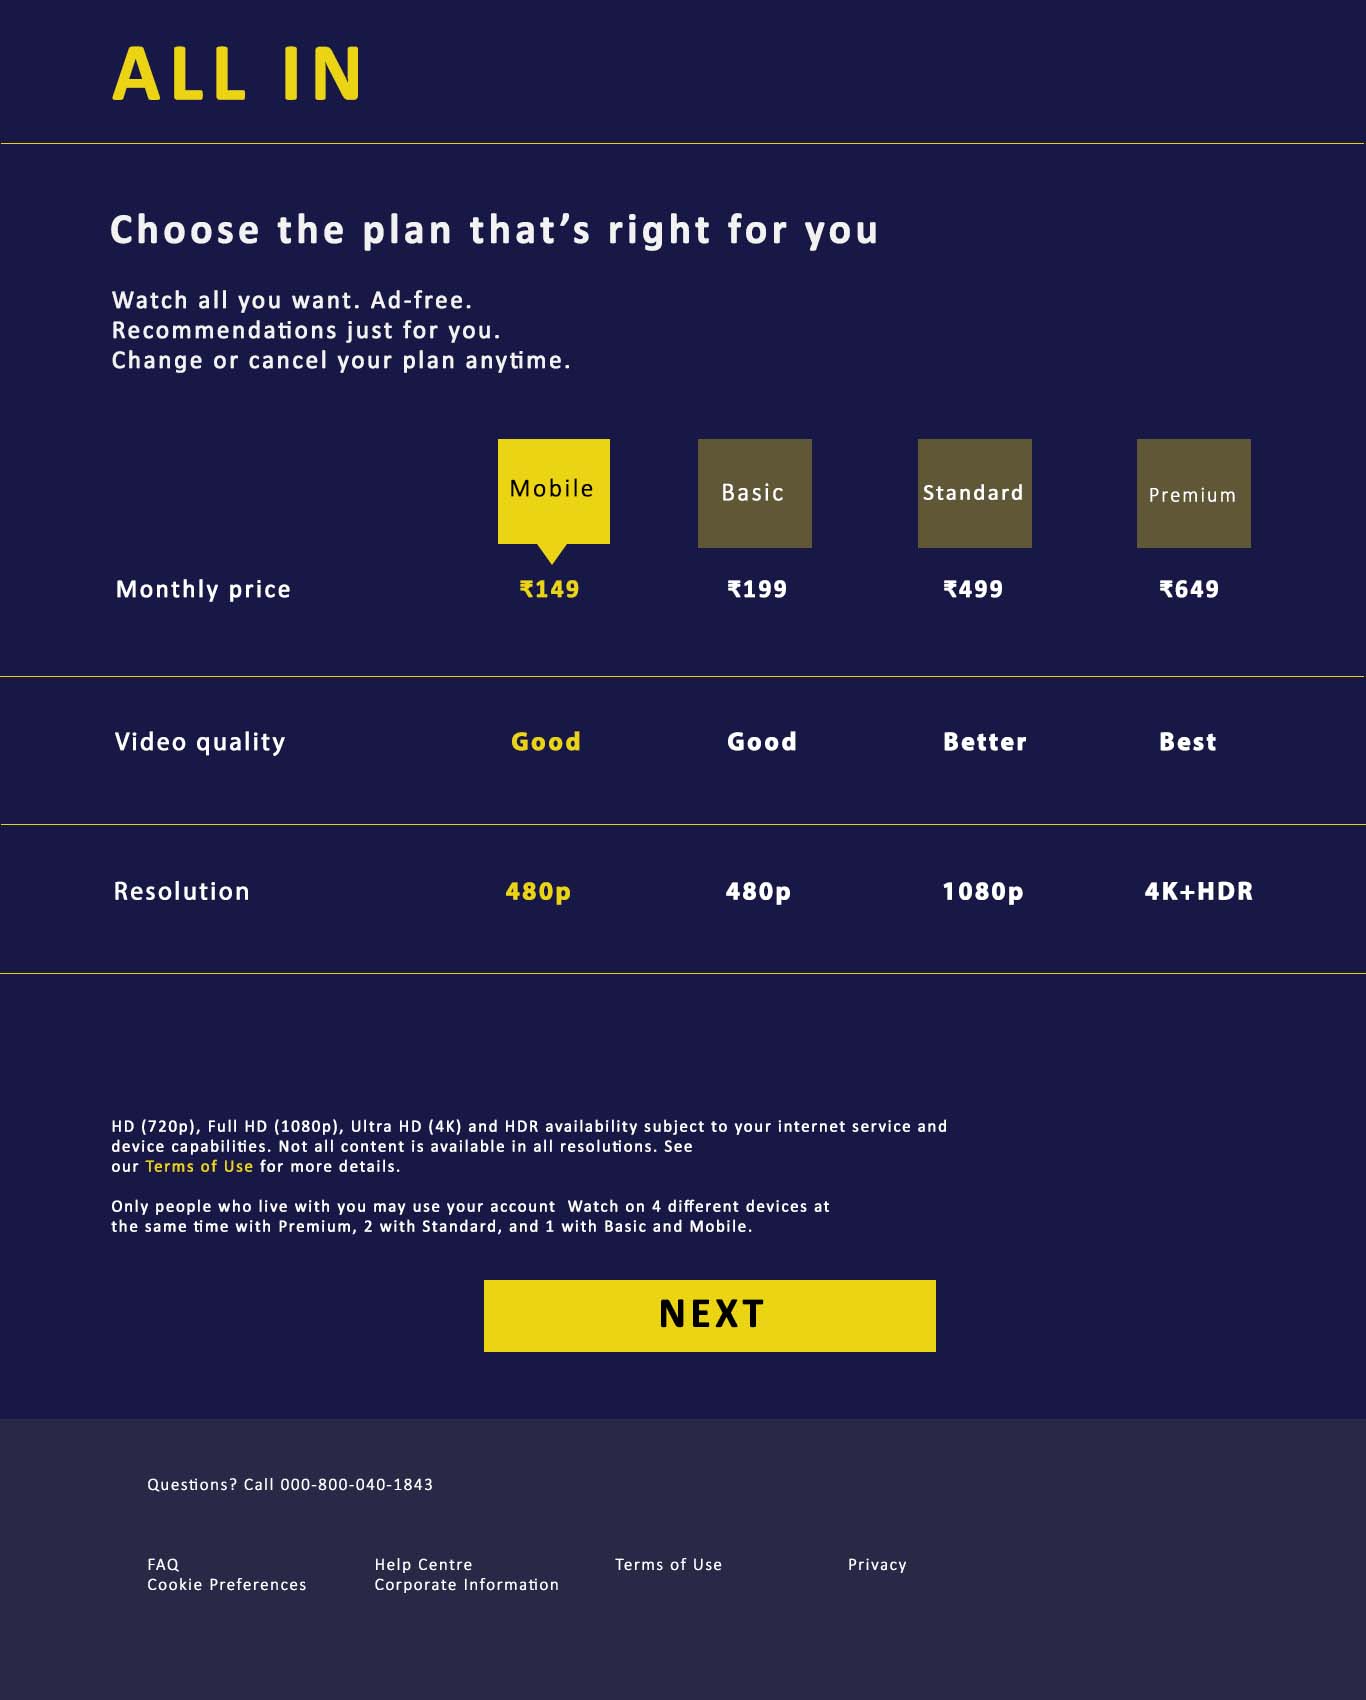 ALL IN
Choose the plan that’s right for you
Watch all you want. Ad-free.
Recommendations just for you.
Change or cancel your plan anytime.
Mobile Basic Standard Premium
Monthly price ₹149 ₹199 ₹499 ₹649
Video quality Good Good Better Best
Resolution 480p 480p 1080p 4K+HDR
HD (720p), Full HD (1080p), Ultra HD (4K) and HDR availability subject to your internet service and
device capabilities. Not all content is available in all resolutions. See
our Terms of Use for more details.
Only people who live with you may use your account  Watch on 4 different devices at
the same time with Premium, 2 with Standard, and 1 with Basic and Mobile.
NEXT
Questions? Call 000-800-040-1843
FAQ Help Centre Terms of Use Privacy
Cookie Preferences Corporate Information